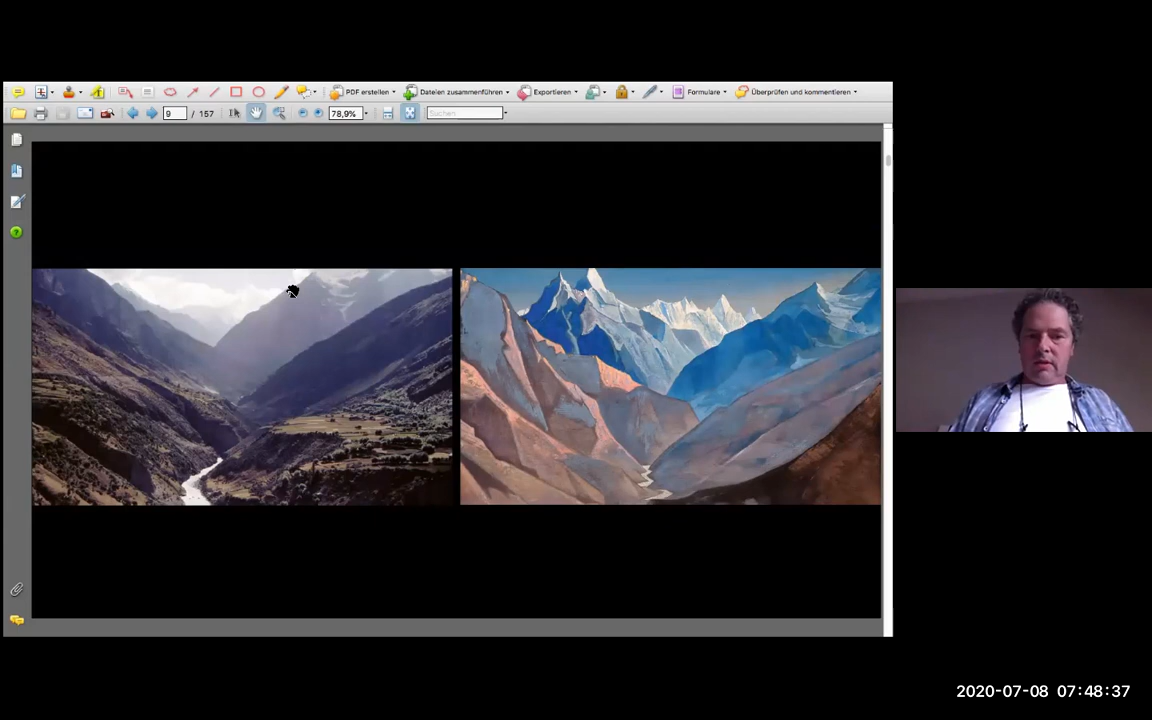 PDF erstellen Dateien zusammenführen Exportieren Formulare Überprüfen und kommentieren
9 / 157 78,9% Suchen
2020-07-08 07:48:37